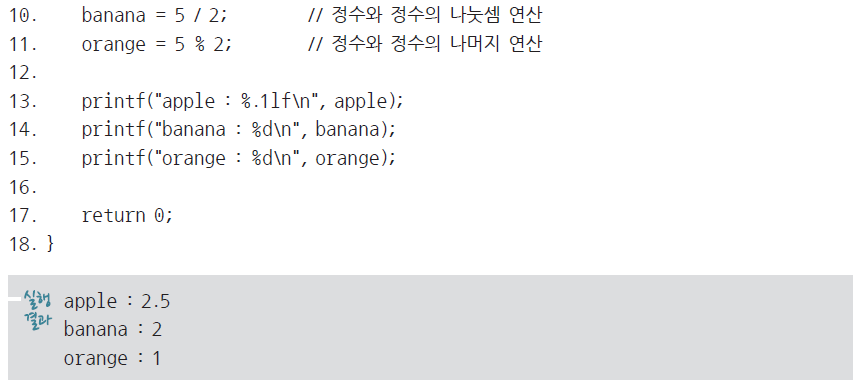 10.    banana = 5 / 2;        // 정수와 정수의 나눗셈 연산
11.    orange = 5 % 2;        // 정수와 정수의 나머지 연산
12.
13.    printf("apple : %.1lf\n", apple);
14.    printf("banana : %d\n", banana);
15.    printf("orange : %d\n", orange);
16.
17.    return 0;
18. }
실행
결과
apple : 2.5
banana : 2
orange : 1